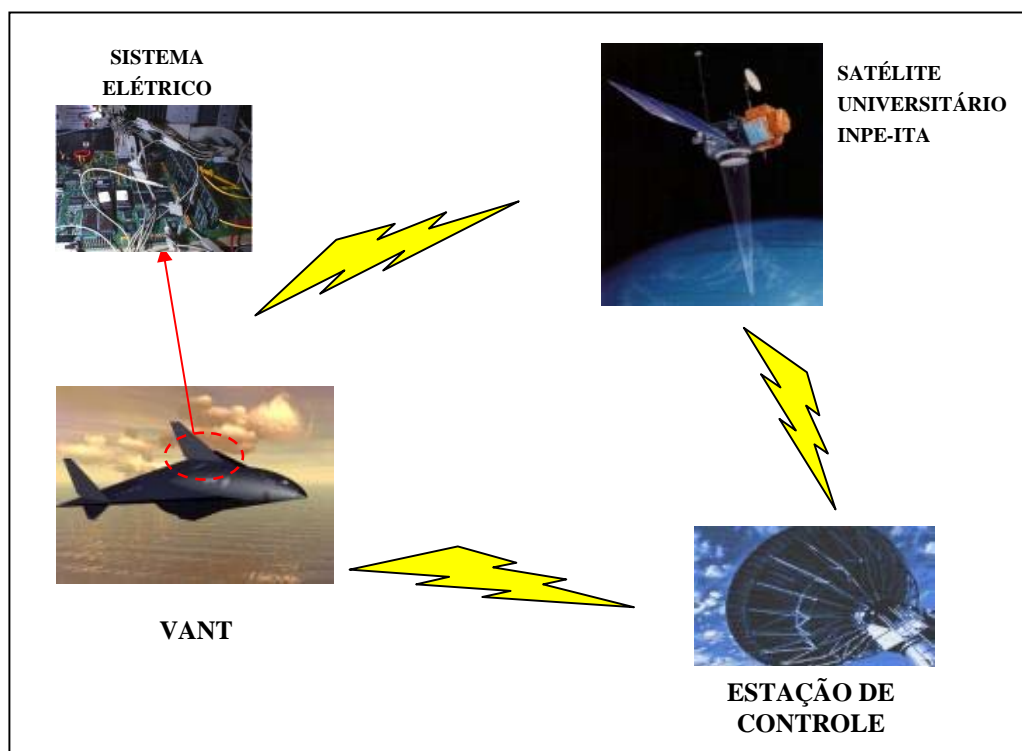 SISTEMA
ELÉTRICO
SATÉLITE
UNIVERSITÁRIO
INPE-ITA
VANT
ESTAÇÃO DE
CONTROLE